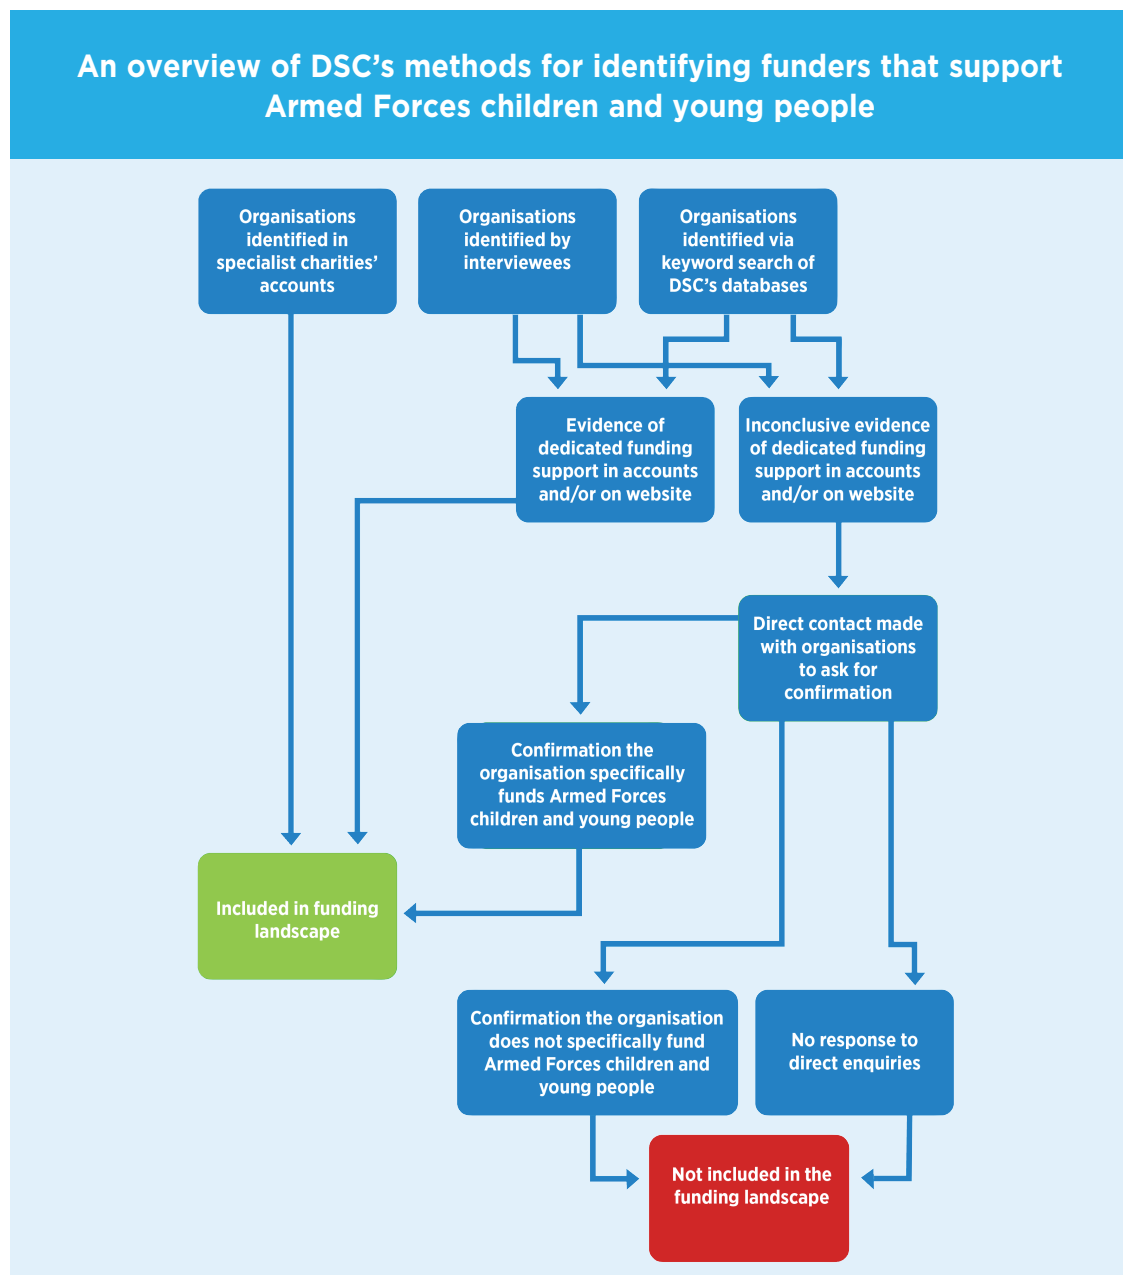 An overview of DSC’s methods for identifying funders that support
Armed Forces children and young people
Organisations
identified in
specialist charities’
accounts
Organisations
identified by
interviewees
Organisations
identified via
keyword search of
DSC’s databases
Evidence of
dedicated funding
support in accounts
and/or on website
Inconclusive evidence
of dedicated funding
support in accounts
and/or on website
Direct contact made
with organisations
to ask for
confirmation
Confirmation the
organisation specifically
funds Armed Forces
children and young people
Included in funding
landscape
Confirmation the organisation
does not specifically fund
Armed Forces children and
young people
No response to
direct enquiries
Not included in the
funding landscape